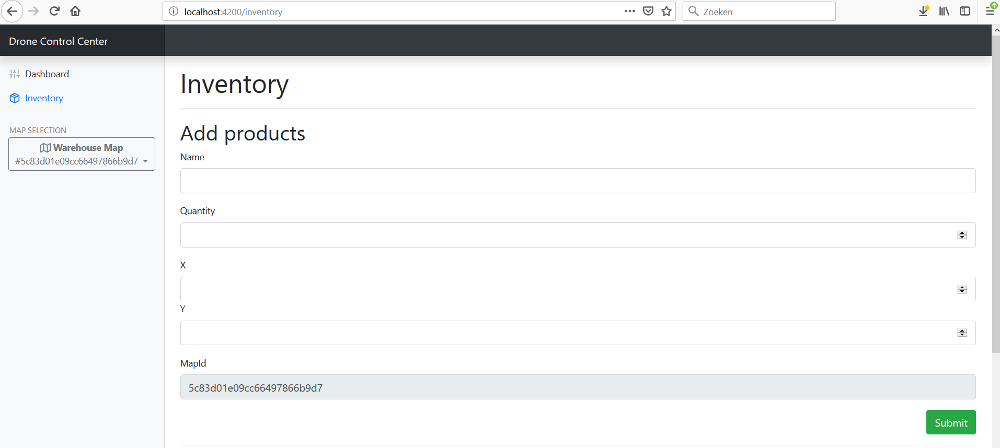 localhost:4200/inventory
Zoeken
Drone Control Center
Dashboard
Inventory
MAP SELECTION
Warehouse Map
#5c83d01e09cc66497866b9d7
Inventory
Add products
Name
Quantity
X
Y
MapId
5c83d01e09cc66497866b9d7
Submit